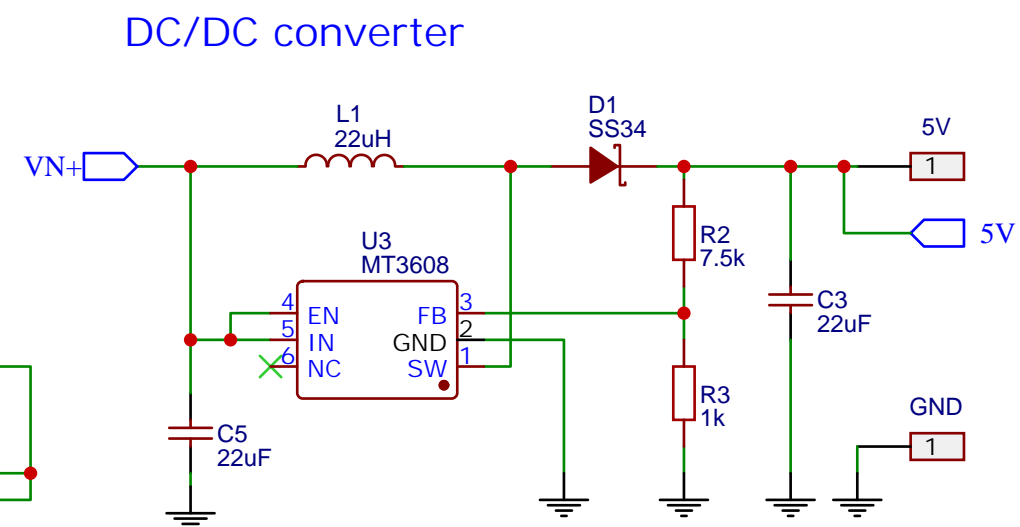 DC/DC converter
L1
22uH
D1
SS34
5V
VN+
1
5V
R2
7.5k
U3
MT3608
4
EN
5
IN
6
NC
FB
3
GND
2
SW
1
C3
22uF
R3
1k
GND
1
C5
22uF